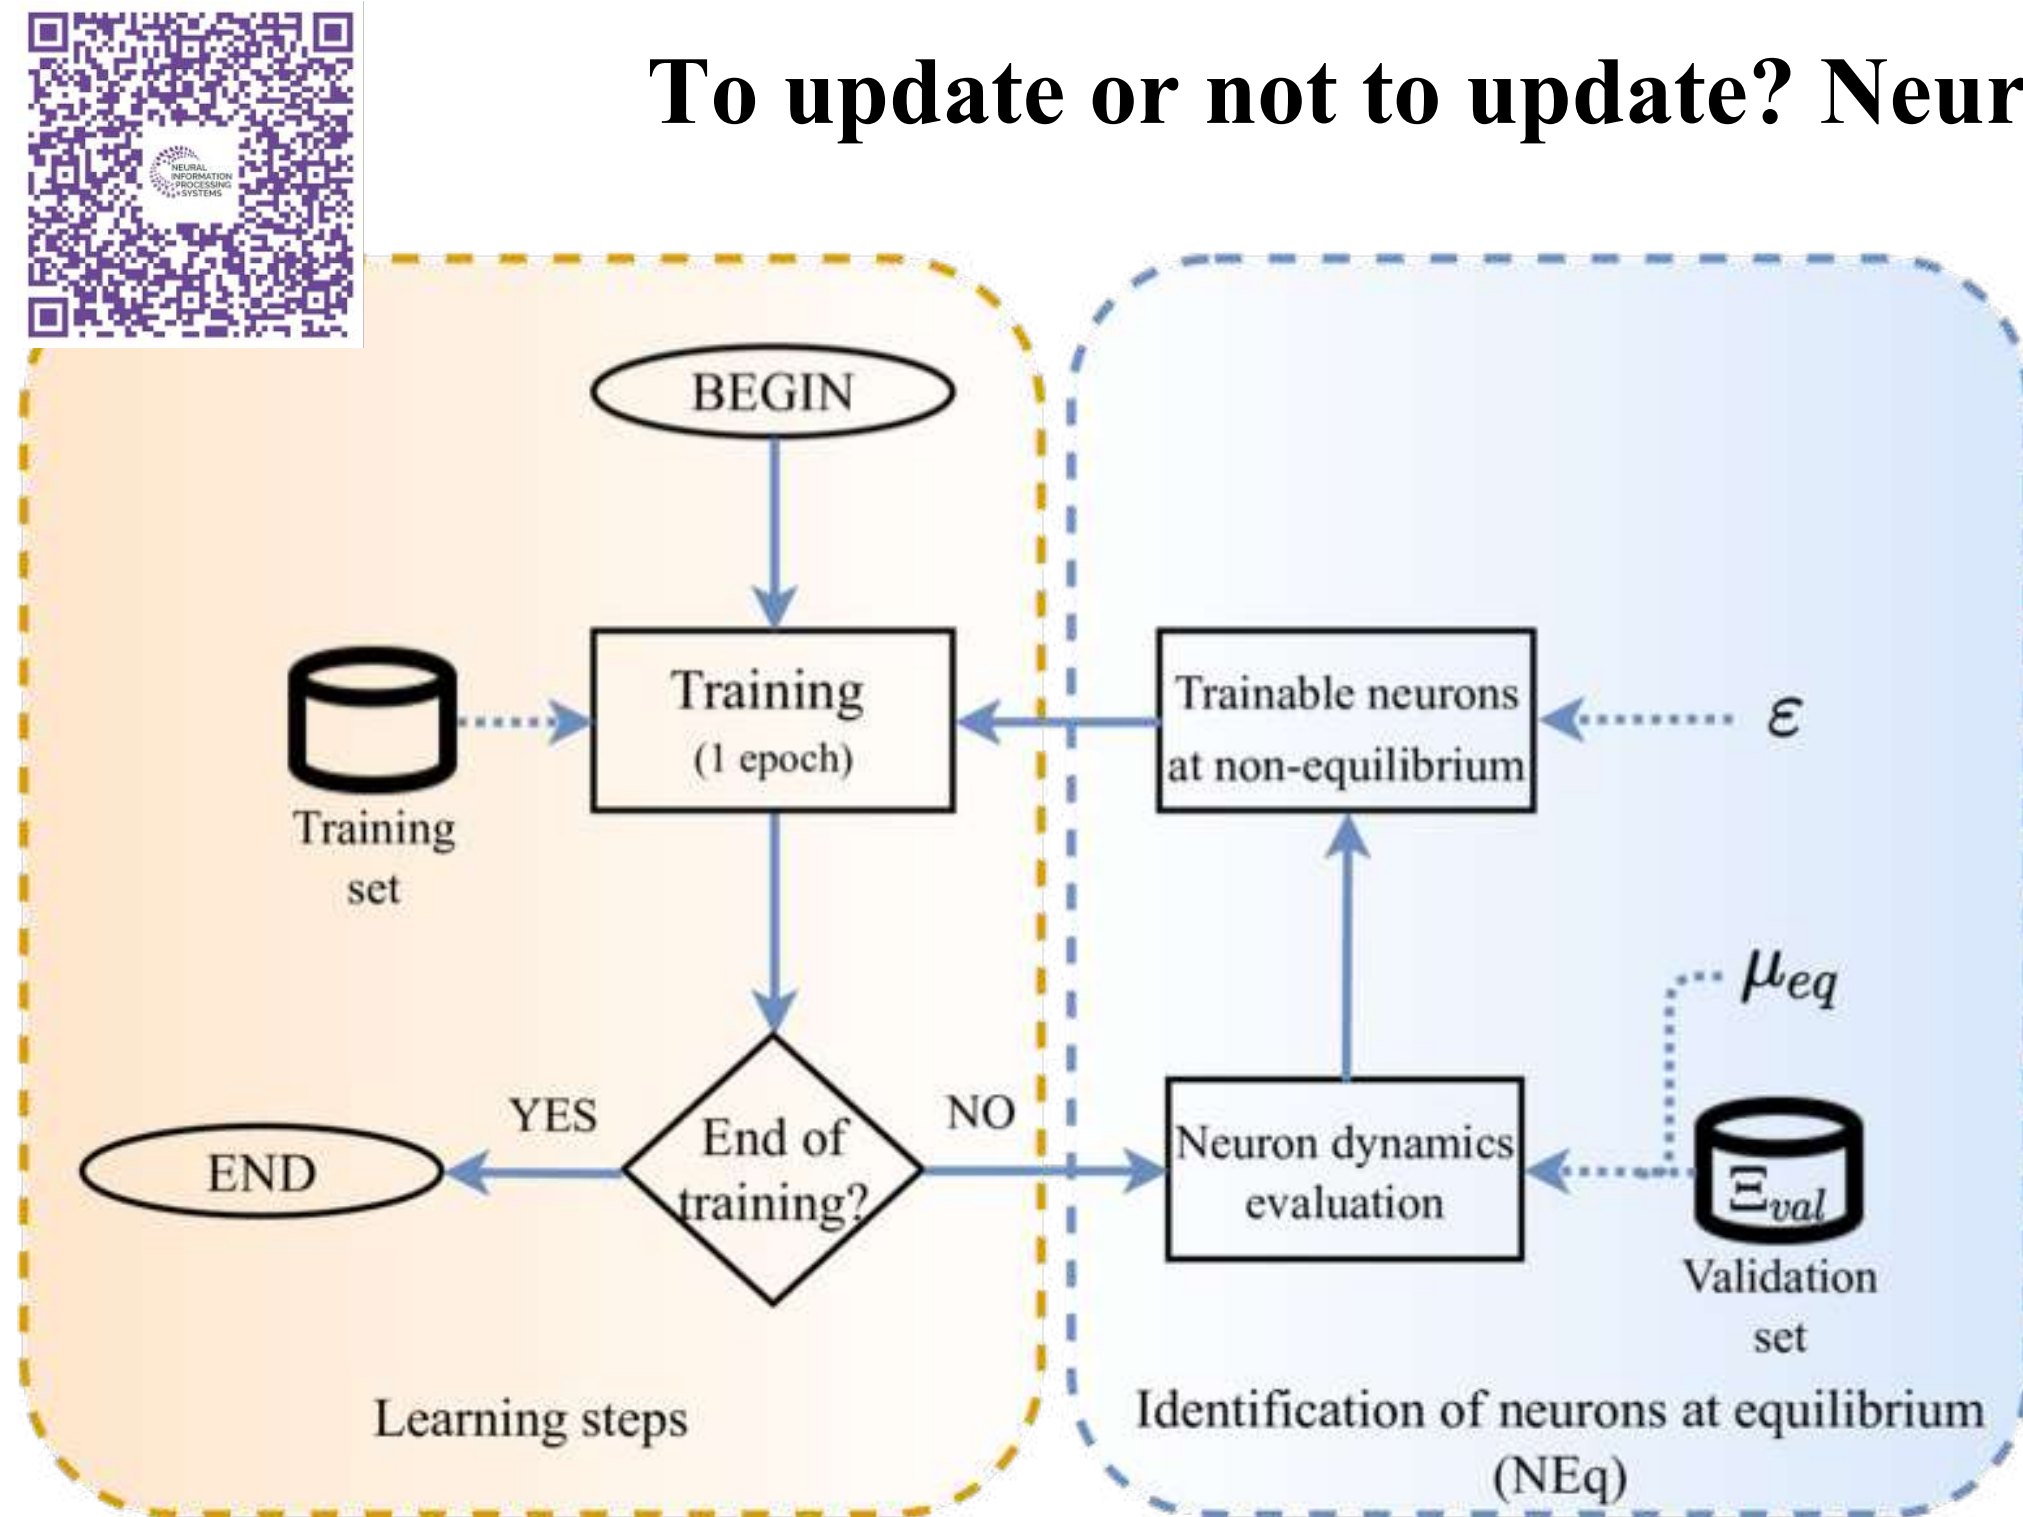 To update or not to update? Neur
NEURAL
INFORMATION
PROCESSING
SYSTEMS
BEGIN
Training
(1 epoch)
Training
set
Trainable neurons
at non-equilibrium
ε
μeq
End of
training?
YES
NO
END
Neuron dynamics
evaluation
Ξval
Validation
set
Learning steps
Identification of neurons at equilibrium
(NEq)